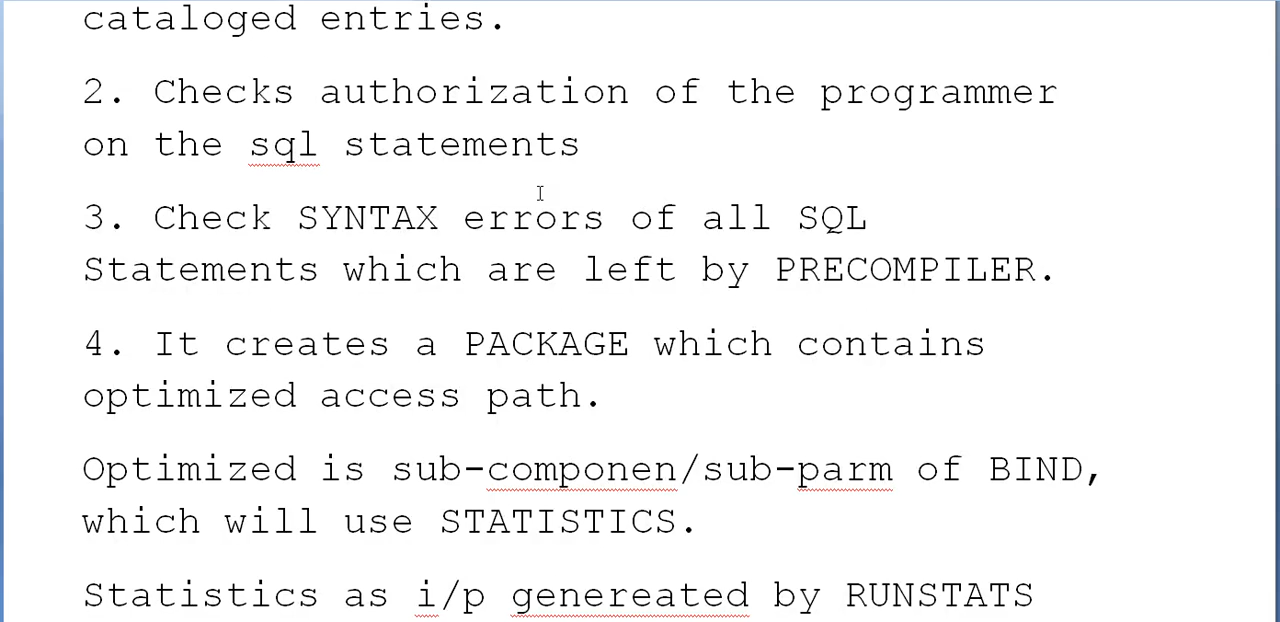 cataloged entries.
2. Checks authorization of the programmer
on the sql statements
3. Check SYNTAX errors of all SQL
Statements which are left by PRECOMPILER.
4. It creates a PACKAGE which contains
optimized access path.
Optimized is sub-componen/sub-parm of BIND,
which will use STATISTICS.
Statistics as i/p genereated by RUNSTATS